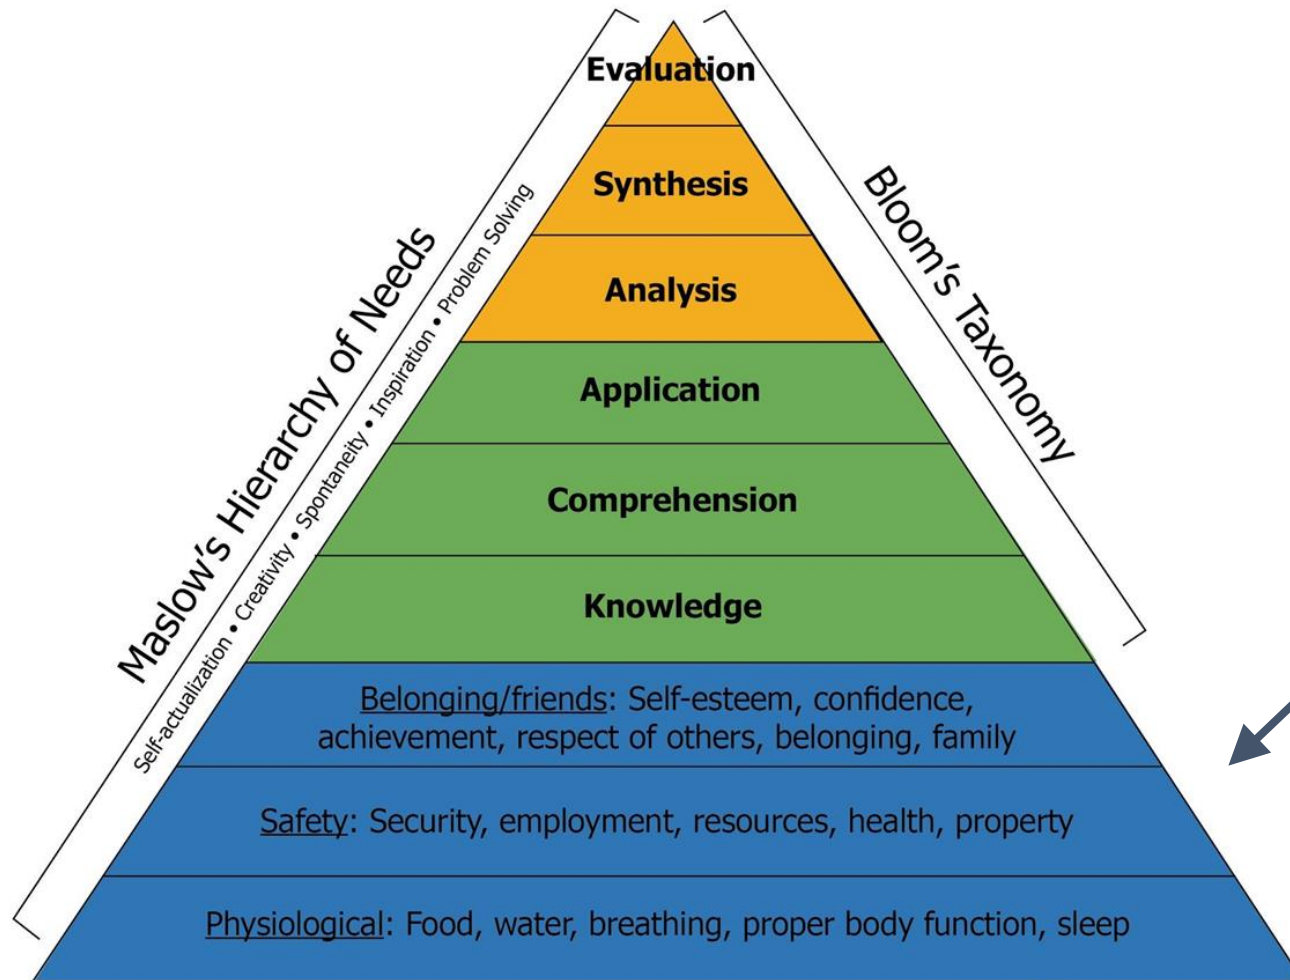 Evaluation
Synthesis
Analysis
Application
Comprehension
Knowledge
Belonging/friends: Self-esteem, confidence,
achievement, respect of others, belonging, family
Safety: Security, employment, resources, health, property
Physiological: Food, water, breathing, proper body function, sleep
Maslow’s Hierarchy of Needs
Self-actualization • Creativity • Spontaneity • Inspiration • Problem Solving
Bloom’s Taxonomy